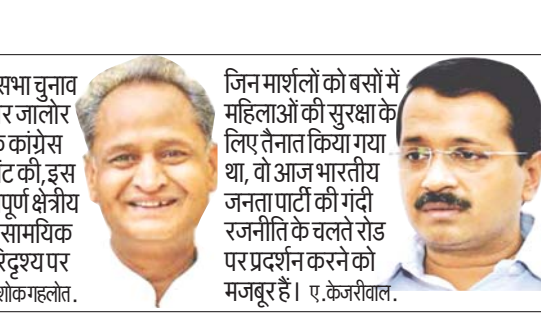 सभा चुनाव
र जालोर
कांग्रेस
ंट की, इस
पूर्ण क्षेत्रीय
सामयिक
रिदृश्य पर
शोक गहलोत.
जिन मार्शलों को बसों में
महिलाओं की सुरक्षा के
लिए तैनात किया गया
था, वो आज भारतीय
जनता पार्टी की गंदी
रजनीति के चलते रोड
पर प्रदर्शन करने को
मजबूर हैं। ए.केजरीवाल.